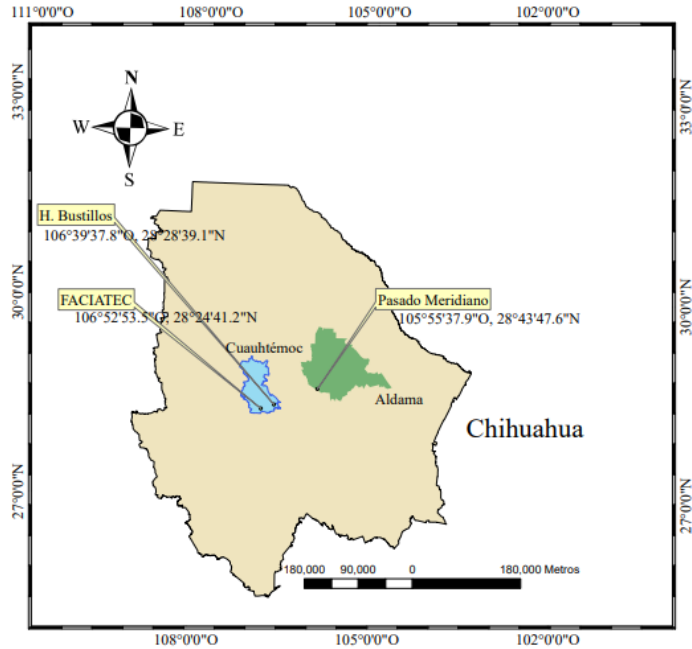 111°0'0"O 108°0'0"O 105°0'0"O 102°0'0"O
33°0'0"N 33°0'0"N
N
W E
S
H. Bustillos
106°39'37.8"O, 28°28'39.1"N
30°0'0"N 30°0'0"N
FACIATEC
106°52'53.5"O, 28°24'41.2"N
Pasado Meridiano
105°55'37.9"O, 28°43'47.6"N
Cuauhtémoc
Aldama
Chihuahua
27°0'0"N 27°0'0"N
180,000 90,000 0 180,000 Metros
108°0'0"O 105°0'0"O 102°0'0"O